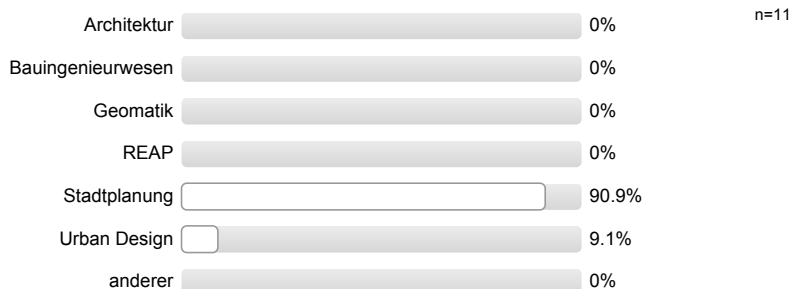 Architektur 0% n=11
Bauingenieurwesen 0%
Geomatik 0%
REAP 0%
Stadtplanung 90.9%
Urban Design 9.1%
anderer 0%